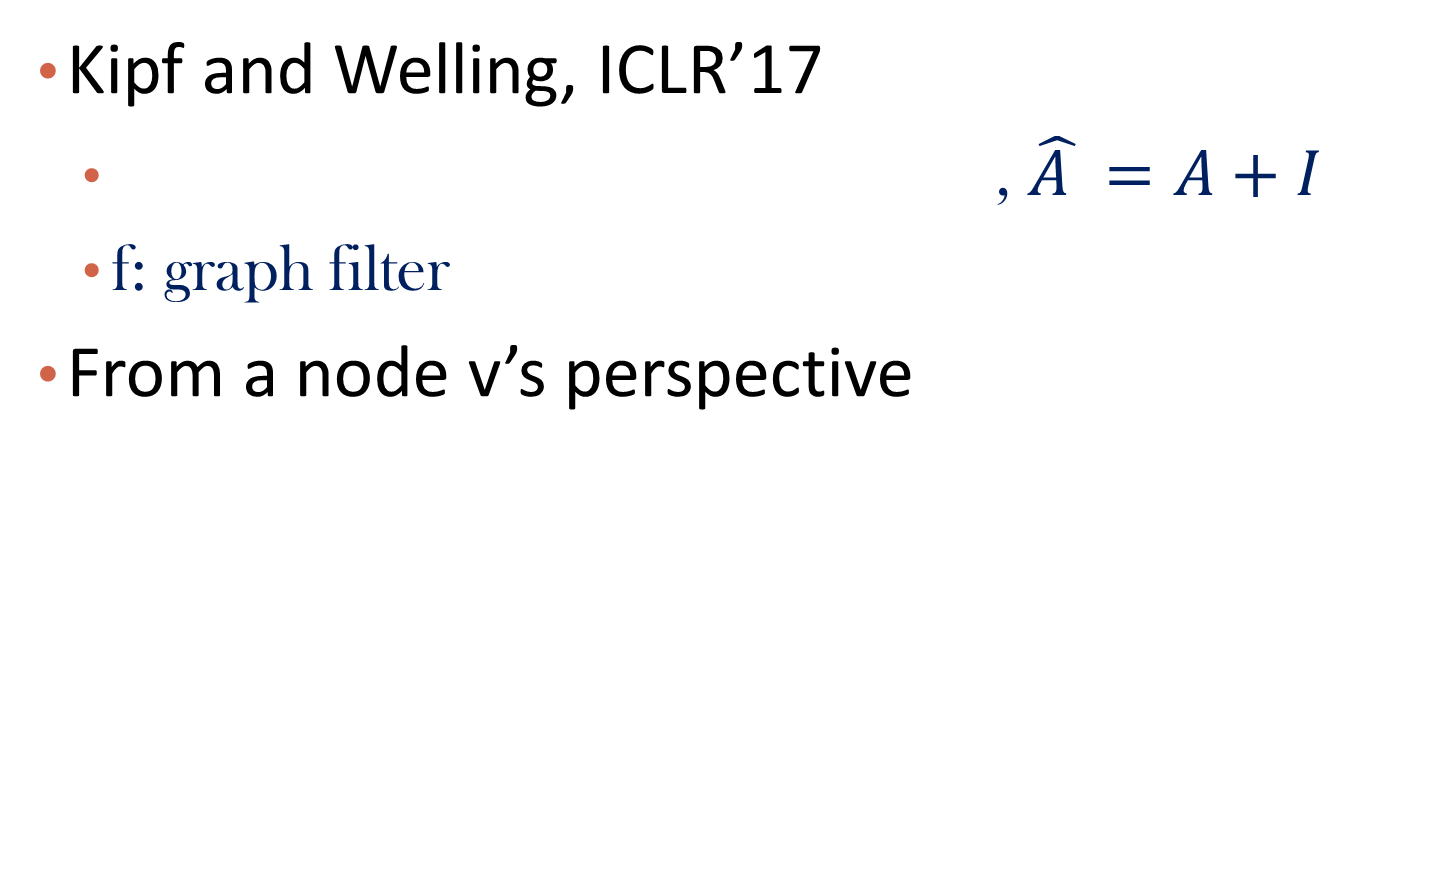 • Kipf and Welling, ICLR’17
• , Â = A + I
• f: graph filter
• From a node v’s perspective